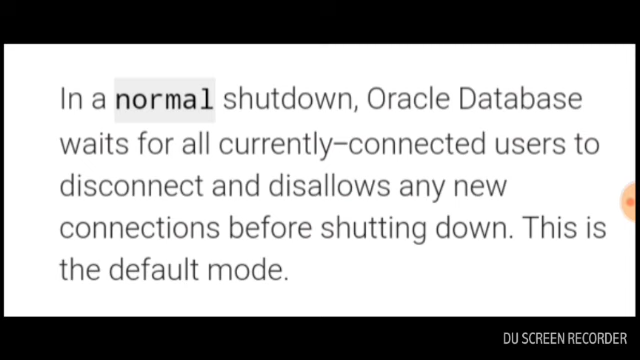 In a normal shutdown, Oracle Database
waits for all currently-connected users to
disconnect and disallows any new
connections before shutting down. This is
the default mode.
DU SCREEN RECORDER